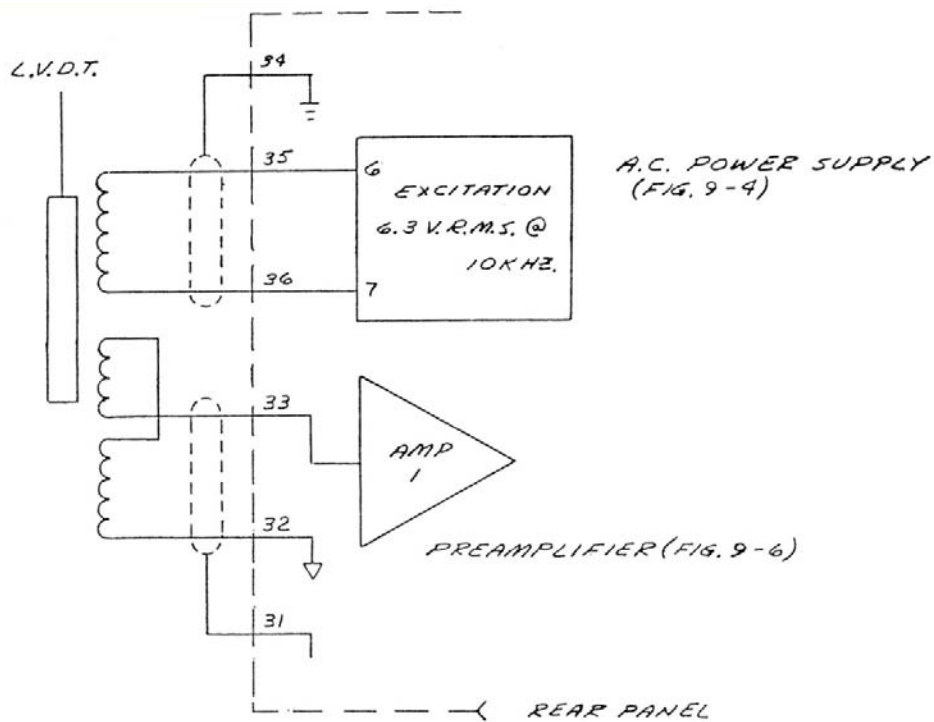 L.V.D.T.
34
35
6
EXCITATION
6.3 V.R.M.S. @
10KHZ.
36
7
A.C. POWER SUPPLY
(FIG. 9-4)
33
AMP
1
32
PREAMPLIFIER (FIG. 9-6)
31
REAR PANEL